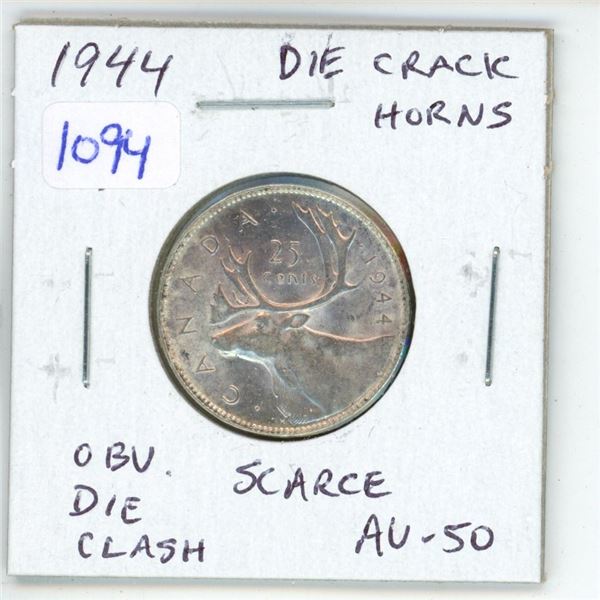 1944
DIE CRACK
HORNS
1094
CANADA
25
cents
1944
OBV.
DIE
CLASH
SCARCE
AU-50